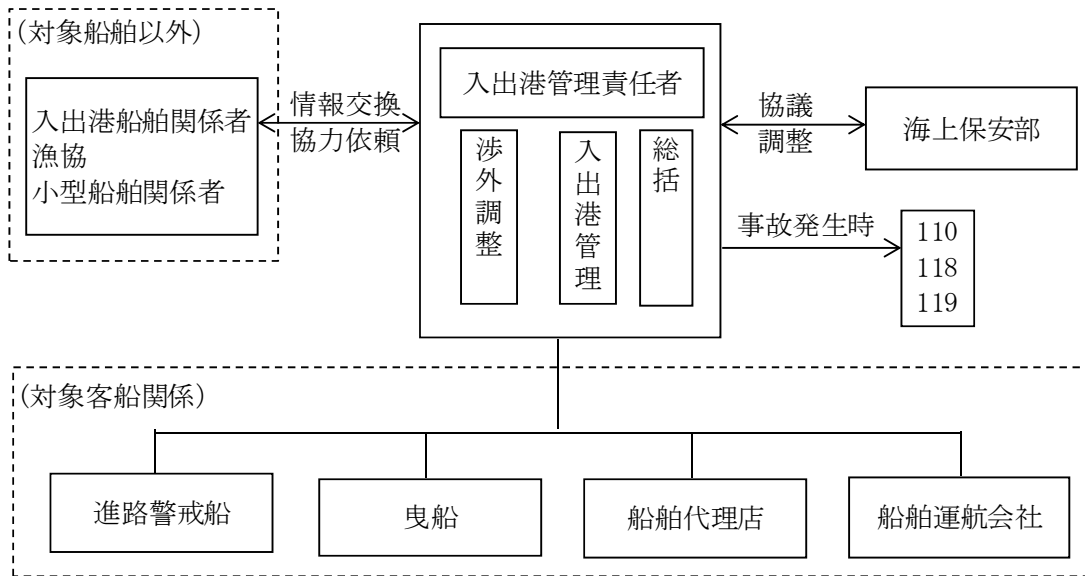 (対象船舶以外)
入出港船舶関係者
漁協
小型船舶関係者
情報交換
協力依頼
入出港管理責任者
渉外調整
入出港管理
総括
協議
調整
海上保安部
事故発生時
110
118
119
(対象客船関係)
進路警戒船
曳船
船舶代理店
船舶運航会社